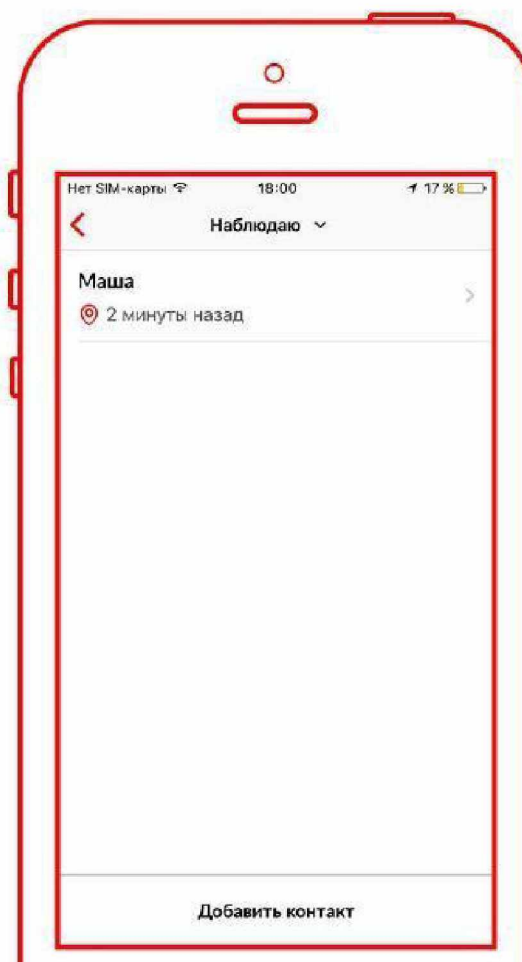 Нет SIM-карты 18:00 17 %
Наблюдаю
Маша
2 минуты назад
Добавить контакт